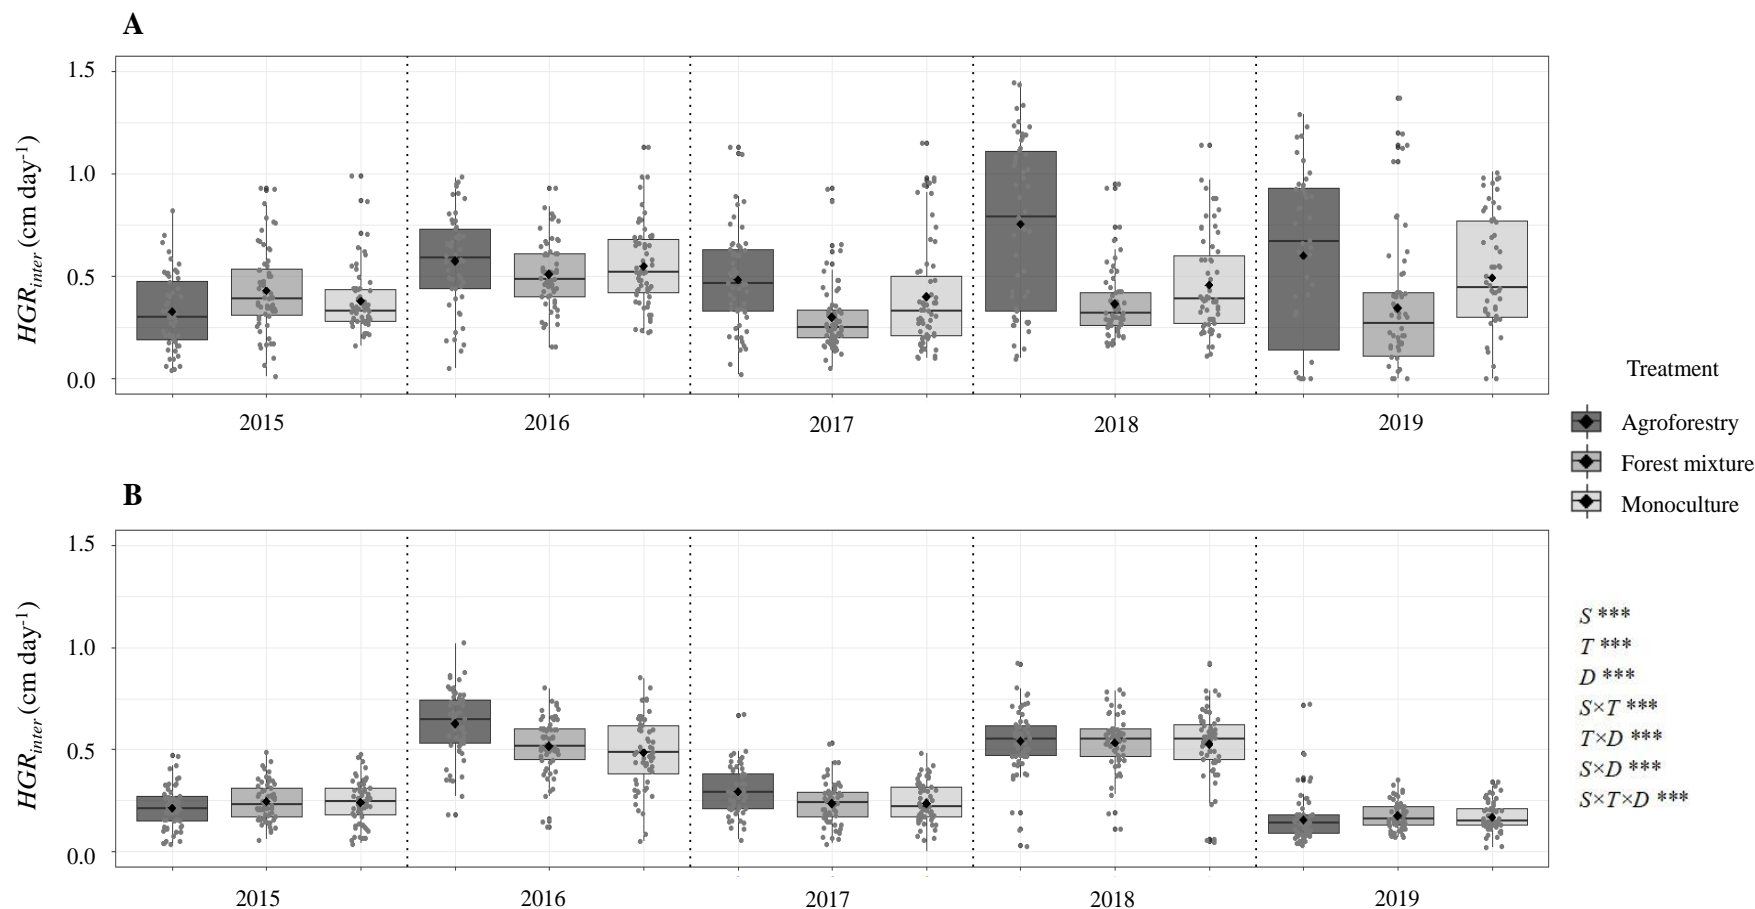 A
1.5
1.0
0.5
0.0
HGR_inter (cm day⁻¹)
2015 2016 2017 2018 2019
Treatment
Agroforestry
Forest mixture
Monoculture
B
1.5
1.0
0.5
0.0
HGR_inter (cm day⁻¹)
2015 2016 2017 2018 2019
S ***
T ***
D ***
S×T ***
T×D ***
S×D ***
S×T×D ***